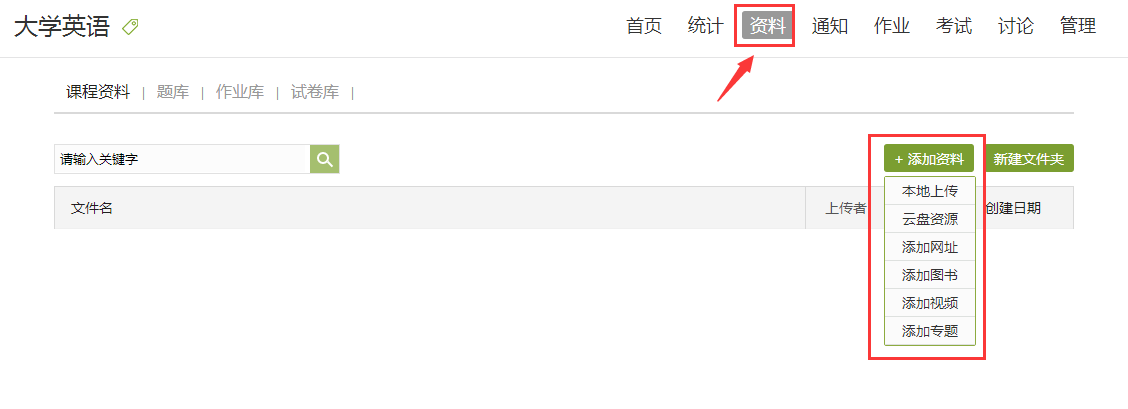 大学英语
首页 统计 资料 通知 作业 考试 讨论 管理
课程资料 | 题库 | 作业库 | 试卷库 |
请输入关键字
+ 添加资料 新建文件夹
文件名 上传者 创建日期
本地上传
云盘资源
添加网址
添加图书
添加视频
添加专题